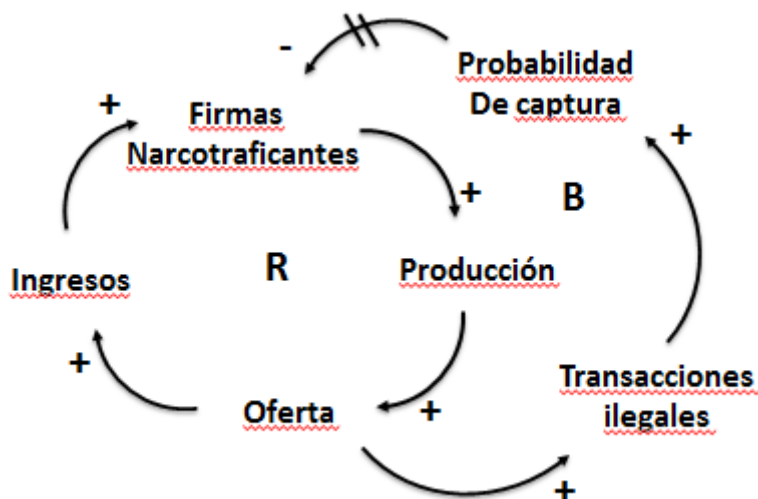 -
Probabilidad
De captura
+
Firmas
Narcotraficantes
+
+
B
R
Ingresos
Producción
+
Oferta
+
Transacciones
ilegales
+